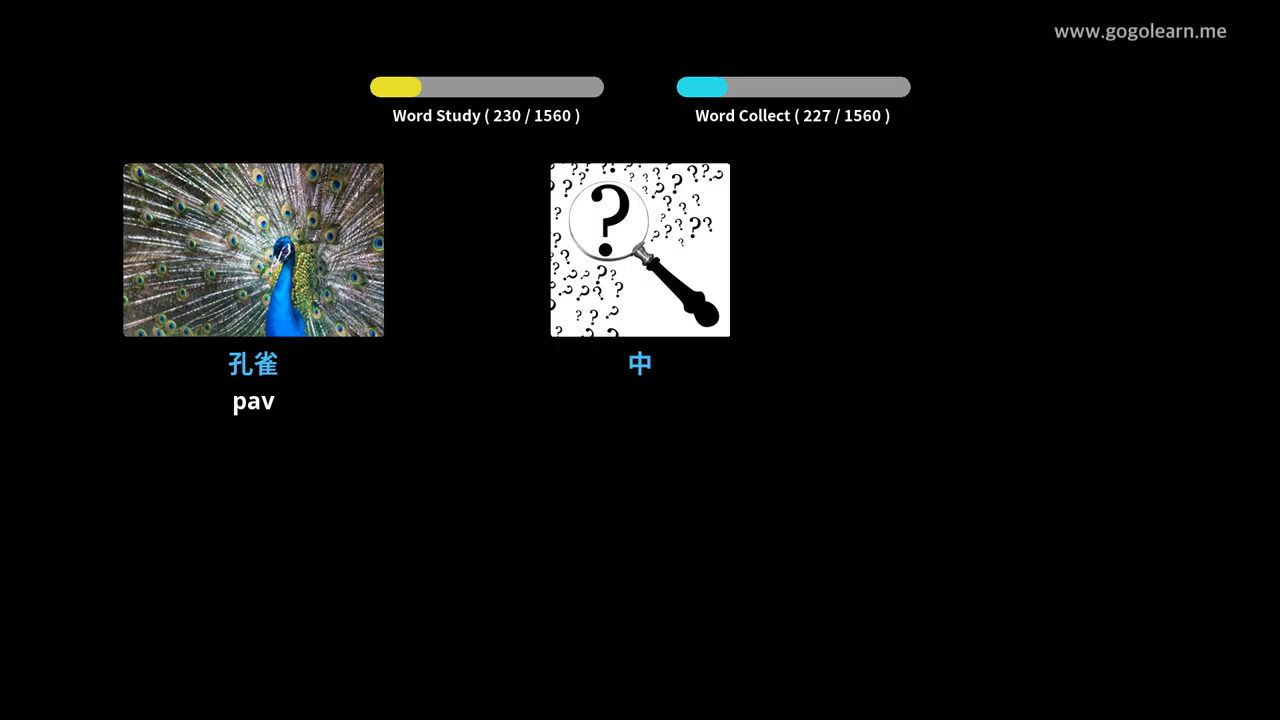 www.gogolearn.me
Word Study ( 230 / 1560 )
Word Collect ( 227 / 1560 )
孔雀
pav
中